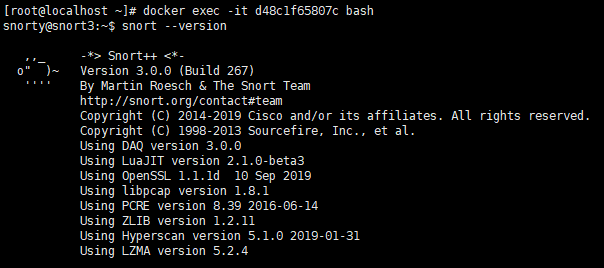 [root@localhost ~]# docker exec -it d48c1f65807c bash
snorty@snort3:~$ snort --version

   ,,_     -*> Snort++ <*-
  o"  )~   Version 3.0.0 (Build 267)
   ''''    By Martin Roesch & The Snort Team
           http://snort.org/contact#team
           Copyright (C) 2014-2019 Cisco and/or its affiliates. All rights reserved.
           Copyright (C) 1998-2013 Sourcefire, Inc., et al.
           Using DAQ version 3.0.0
           Using LuaJIT version 2.1.0-beta3
           Using OpenSSL 1.1.1d  10 Sep 2019
           Using libpcap version 1.8.1
           Using PCRE version 8.39 2016-06-14
           Using ZLIB version 1.2.11
           Using Hyperscan version 5.1.0 2019-01-31
           Using LZMA version 5.2.4